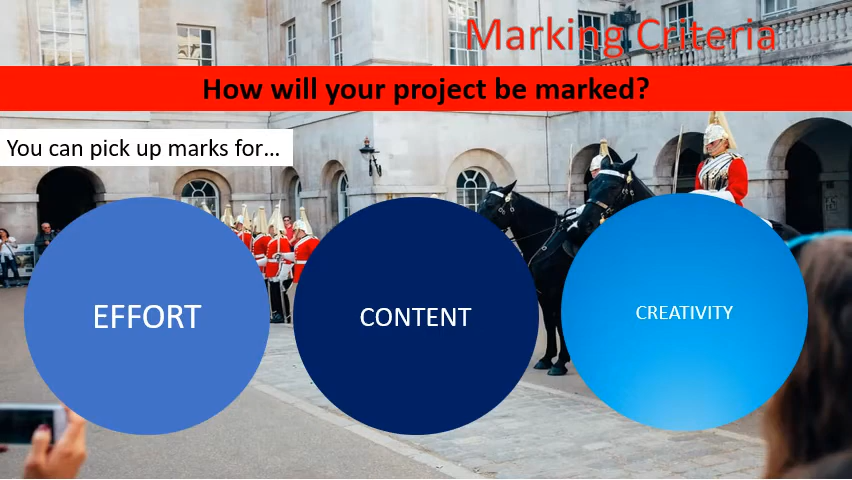 Marking Criteria
How will your project be marked?
You can pick up marks for...
EFFORT
CONTENT
CREATIVITY